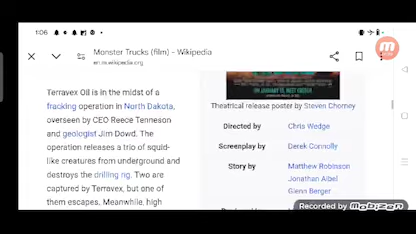 1:06
Monster Trucks (film) - Wikipedia
en.m.wikipedia.org
Terravex Oil is in the midst of a
fracking operation in North Dakota,
overseen by CEO Reece Tenneson
and geologist Jim Dowd. The
operation releases a trio of squid-
like creatures from underground and
destroys the drilling rig. Two are
captured by Terravex, but one of
them escapes. Meanwhile, high
Theatrical release poster by Steven Chorney
Directed by Chris Wedge
Screenplay by Derek Connolly
Story by Matthew Robinson
Jonathan Aibel
Glenn Berger
Recorded by mobizen